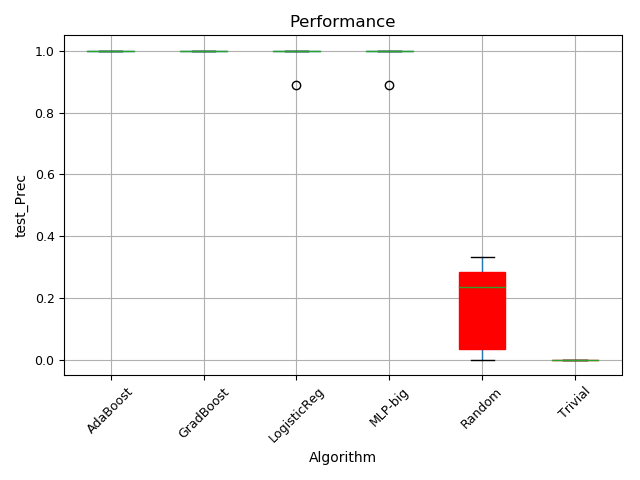 Performance
test_Prec
1.0
0.8
0.6
0.4
0.2
0.0
AdaBoost
GradBoost
LogisticReg
MLP-big
Random
Trivial
Algorithm